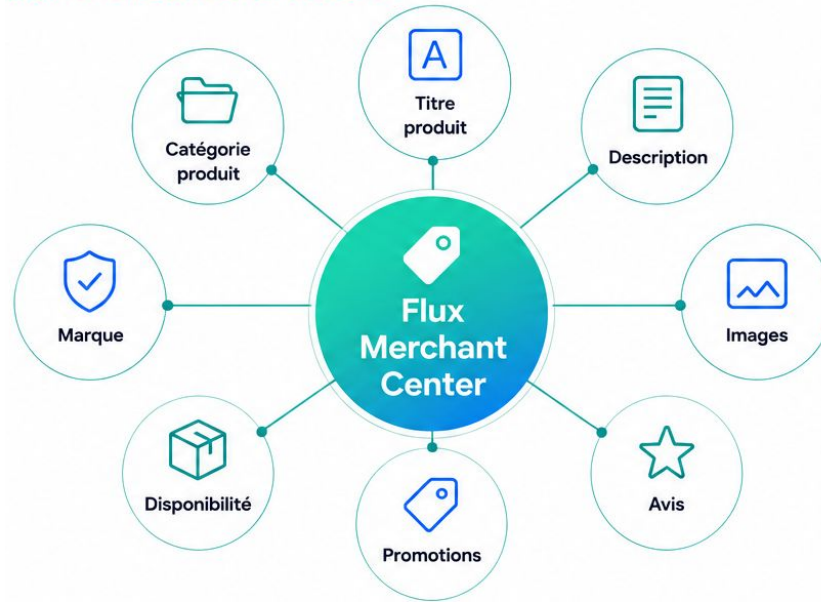 A
Titre
produit
Catégorie
produit
Description
Marque
Flux
Merchant
Center
Images
Disponibilité
Promotions
Avis